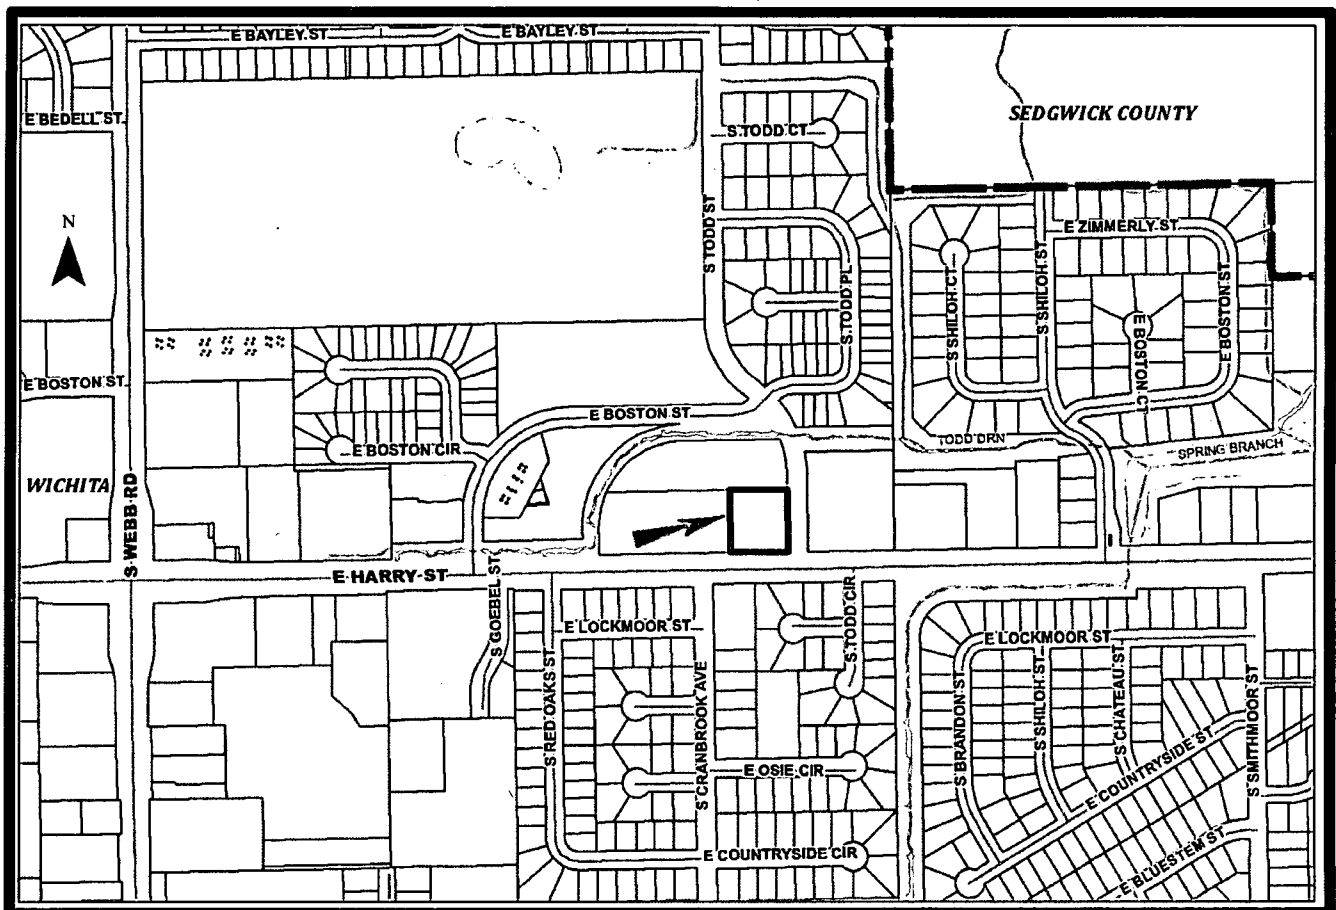 E BAYLEY ST
E BAYLEY ST
SEDGWICK COUNTY
E BEDELL ST
S TODD CT
N
S TODD ST
E ZIMMERLY ST
S SHILOH ST
S SHILOH CT
S TODD PL
E BOSTON ST
E BOSTON CT
E BOSTON ST
E BOSTON ST
TODD DRN
SPRING BRANCH
E BOSTON CIR
WICHITA
S WEBB RD
E HARRY ST
S GOEBEL ST
E LOCKMOOR ST
S TODD CIR
E LOCKMOOR ST
S RED OAKS ST
S CRANBROOK AVE
S BRANDON ST
S SHILOH ST
S CHATEAU ST
S SMITHMOOR ST
E OSIE CIR
E COUNTRYSIDE ST
E COUNTRYSIDE CIR
E BLUESTEM ST